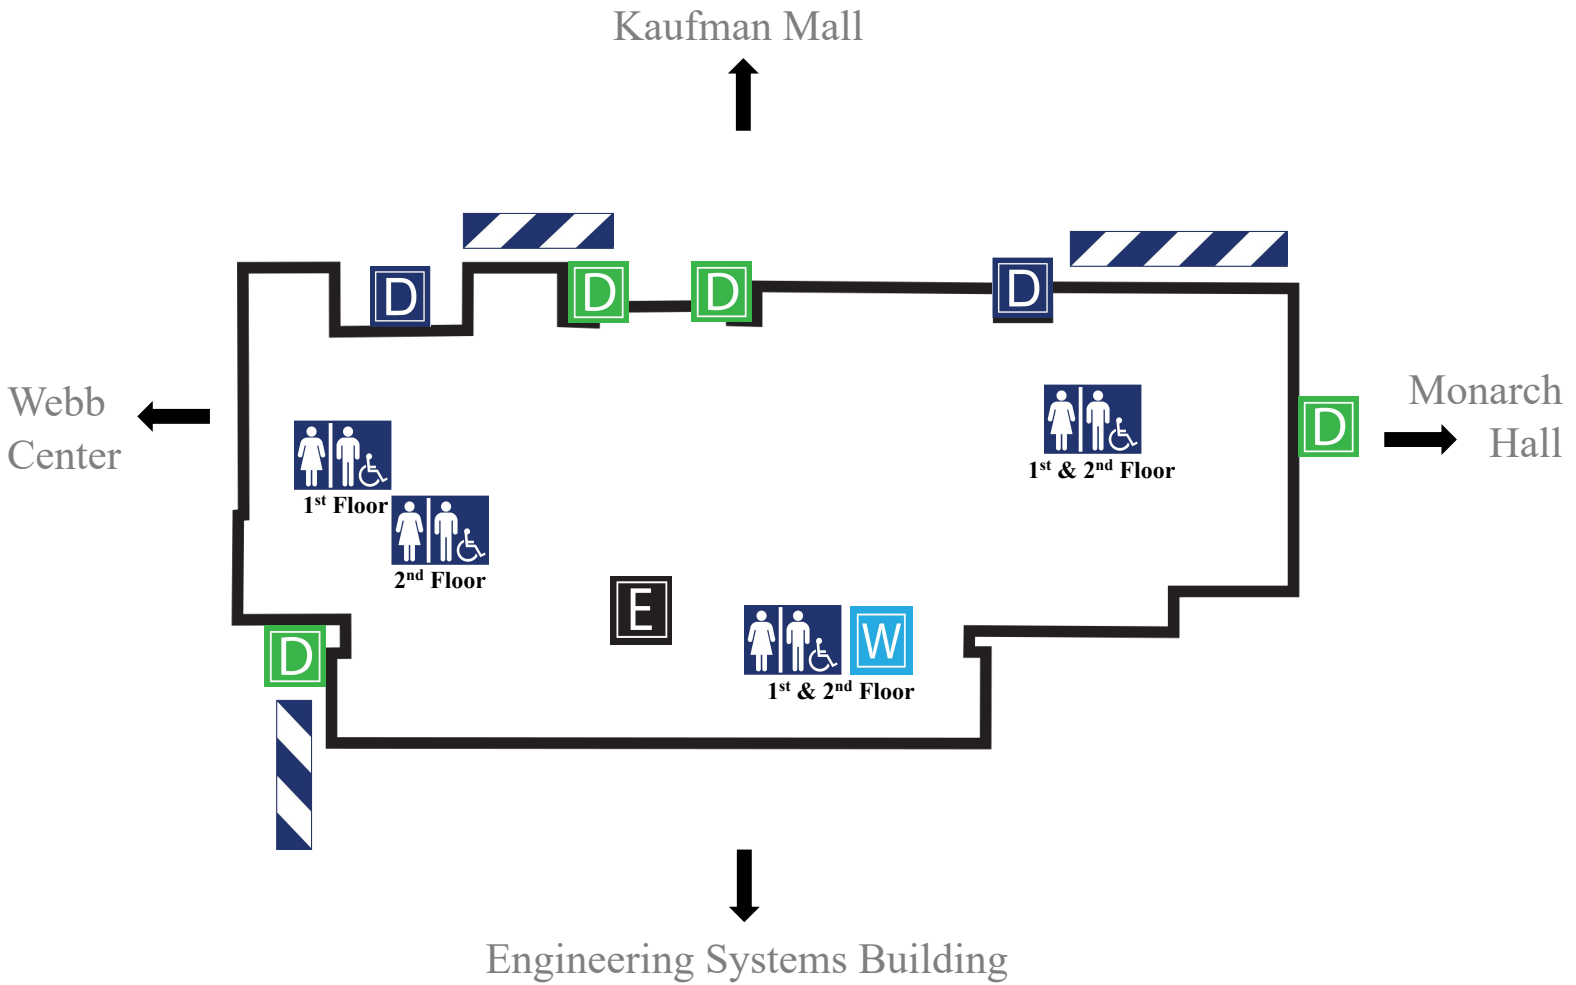 Kaufman Mall
D
D
D
D
Webb
Center
Monarch
Hall
D
1st & 2nd Floor
1st Floor
2nd Floor
E
W
D
1st & 2nd Floor
Engineering Systems Building